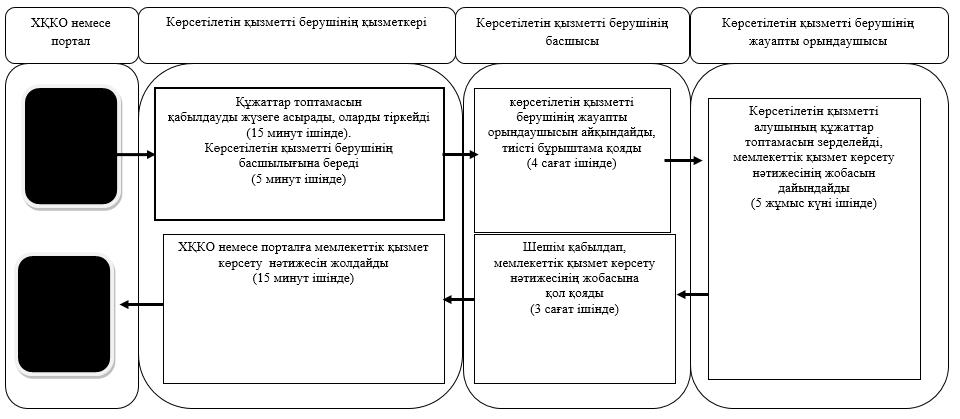 ХҚКО немесе
портал
Көрсетілетін қызметті берушінің қызметкері
Көрсетілетін қызметті берушінің
басшысы
Көрсетілетін қызметті берушінің
жауапты орындаушысы
Құжаттар топтамасын
қабылдауды жүзеге асырады, оларды тіркейді
(15 минут ішінде).
Көрсетілетін қызметті берушінің
басшылығына береді
(5 минут ішінде)
көрсетілетін қызметті
берушінің жауапты
орындаушысын айқындайды,
тиісті бұрыштама қояды
(4 сағат ішінде)
Көрсетілетін қызметті
алушының құжаттар
топтамасын зерделейді,
мемлекеттік қызмет көрсету
нәтижесінің жобасын
дайындайды
(5 жұмыс күні ішінде)
ХҚКО немесе порталға мемлекеттік қызмет
көрсету нәтижесін жолдайды
(15 минут ішінде)
Шешім қабылдап,
мемлекеттік қызмет көрсету
нәтижесінің жобасына
қол қояды
(3 сағат ішінде)